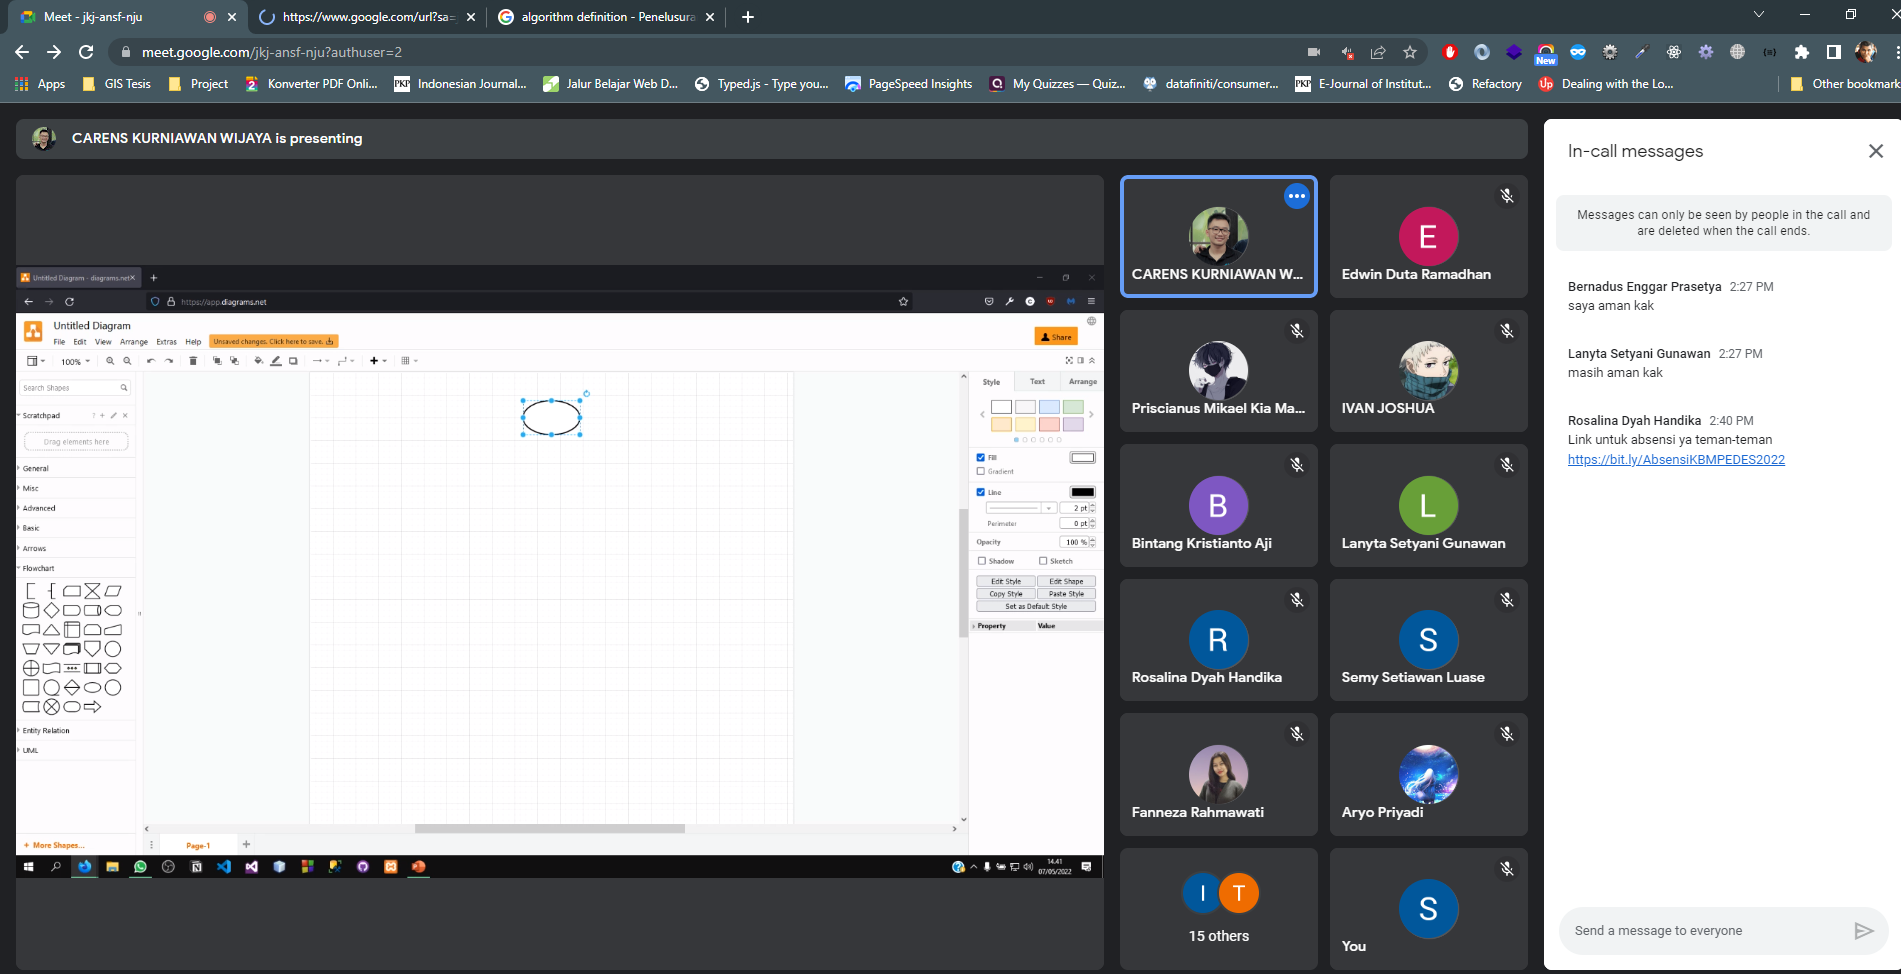 Meet - jkj-ansf-nju
https://www.google.com/url?sa=
algorithm definition - Penelusura
meet.google.com/jkj-ansf-nju?authuser=2
New
Apps
GIS Tesis
Project
Konverter PDF Onli...
PKP
Indonesian Journal...
Jalur Belajar Web D...
Typed.js - Type you...
PageSpeed Insights
My Quizzes — Quiz...
datafiniti/consumer...
PKP
E-Journal of Institut...
Refactory
Up
Dealing with the Lo...
Other bookmark
CARENS KURNIAWAN WIJAYA is presenting
Untitled Diagram - diagrams.net
https://app.diagrams.net
Untitled Diagram
File Edit View Arrange Extras Help
Unsaved changes. Click here to save.
Share
100%
Search Shapes
Scratchpad
Drag elements here
General
Misc
Advanced
Basic
Arrows
Flowchart
Entity Relation
UML
+ More Shapes...
Page-1
Style
Text
Arrange
Fill
Gradient
Line
2 pt
Perimeter
0 pt
Opacity
100 %
Shadow
Sketch
Edit Style
Edit Shape
Copy Style
Paste Style
Set as Default Style
Property
Value
14.41
07/05/2022
CARENS KURNIAWAN W...
E
Edwin Duta Ramadhan
Priscianus Mikael Kia Ma...
IVAN JOSHUA
B
Bintang Kristianto Aji
L
Lanyta Setyani Gunawan
R
Rosalina Dyah Handika
S
Semy Setiawan Luase
Fanneza Rahmawati
Aryo Priyadi
I
T
15 others
S
You
In-call messages
Messages can only be seen by people in the call and
are deleted when the call ends.
Bernadus Enggar Prasetya 2:27 PM
saya aman kak
Lanyta Setyani Gunawan 2:27 PM
masih aman kak
Rosalina Dyah Handika 2:40 PM
Link untuk absensi ya teman-teman
https://bit.ly/AbsensiKBMPEDES2022
Send a message to everyone